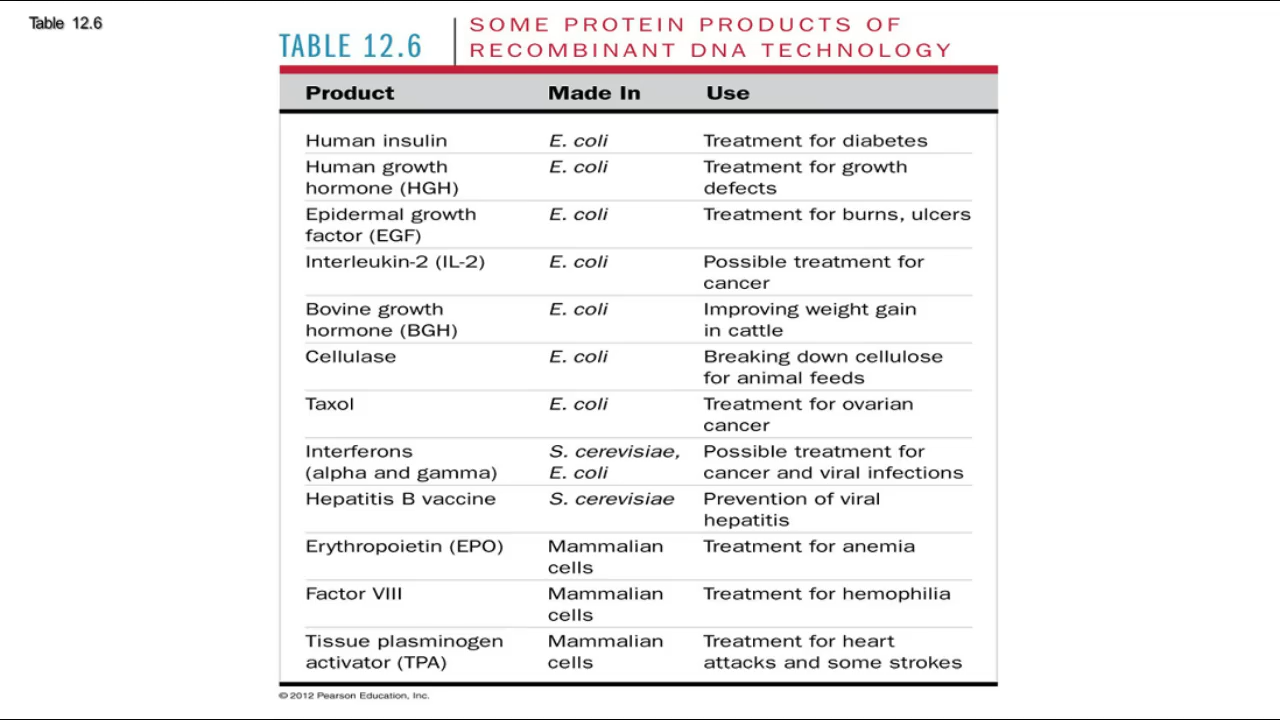 Table 12.6
TABLE 12.6
SOME PROTEIN PRODUCTS OF
RECOMBINANT DNA TECHNOLOGY
Product Made In Use
Human insulin E. coli Treatment for diabetes
Human growth E. coli Treatment for growth
hormone (HGH) defects
Epidermal growth E. coli Treatment for burns, ulcers
factor (EGF)
Interleukin-2 (IL-2) E. coli Possible treatment for
cancer
Bovine growth E. coli Improving weight gain
hormone (BGH) in cattle
Cellulase E. coli Breaking down cellulose
for animal feeds
Taxol E. coli Treatment for ovarian
cancer
Interferons S. cerevisiae, Possible treatment for
(alpha and gamma) E. coli cancer and viral infections
Hepatitis B vaccine S. cerevisiae Prevention of viral
hepatitis
Erythropoietin (EPO) Mammalian Treatment for anemia
cells
Factor VIII Mammalian Treatment for hemophilia
cells
Tissue plasminogen Mammalian Treatment for heart
activator (TPA) cells attacks and some strokes
© 2012 Pearson Education, Inc.